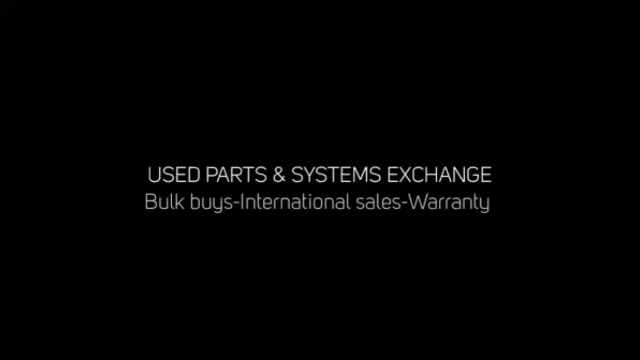 USED PARTS & SYSTEMS EXCHANGE
Bulk buys-International sales-Warranty